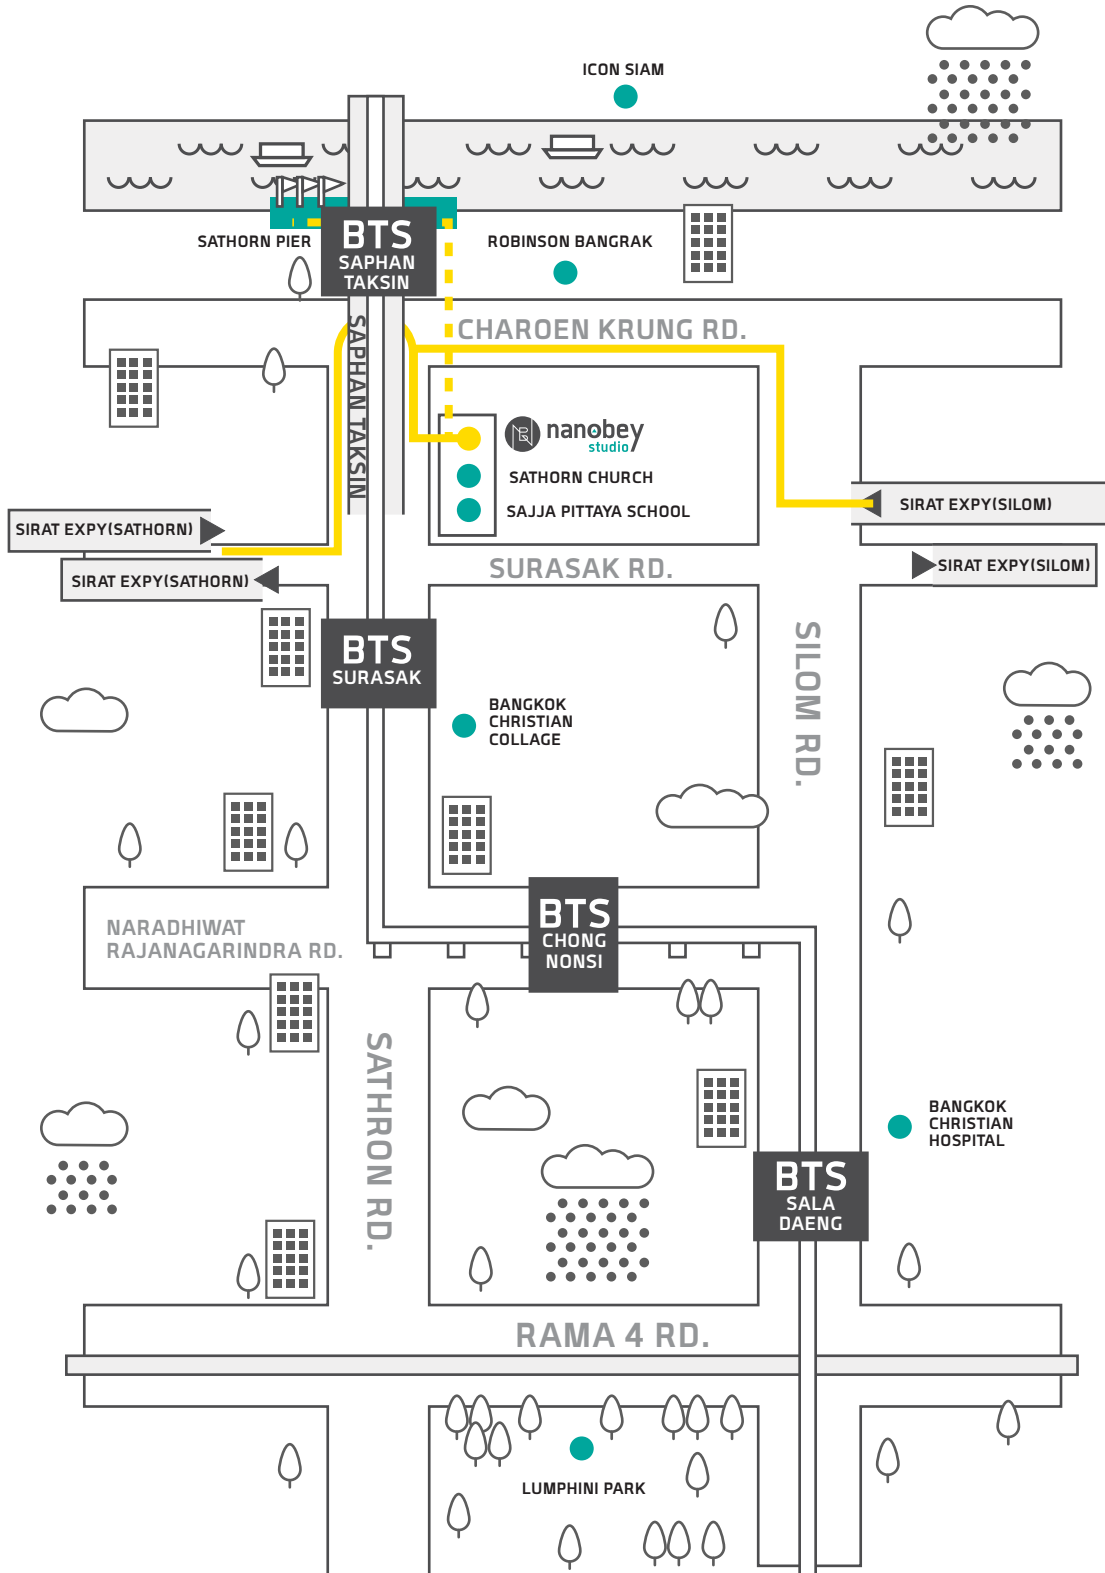 ICON SIAM
SATHORN PIER
BTS
SAPHAN
TAKSIN
ROBINSON BANGRAK
CHAROEN KRUNG RD.
SAPHAN TAKSIN
nanobey
studio
SATHORN CHURCH
SAJJA PITTAYA SCHOOL
SIRAT EXPY(SATHORN)
SIRAT EXPY(SILOM)
SIRAT EXPY(SATHORN)
SURASAK RD.
SIRAT EXPY(SILOM)
BTS
SURASAK
SILOM RD.
BANGKOK
CHRISTIAN
COLLAGE
BTS
CHONG
NONSI
NARADHIWAT
RAJANAGARINDRA RD.
SATHRON RD.
BANGKOK
CHRISTIAN
HOSPITAL
BTS
SALA
DAENG
RAMA 4 RD.
LUMPHINI PARK